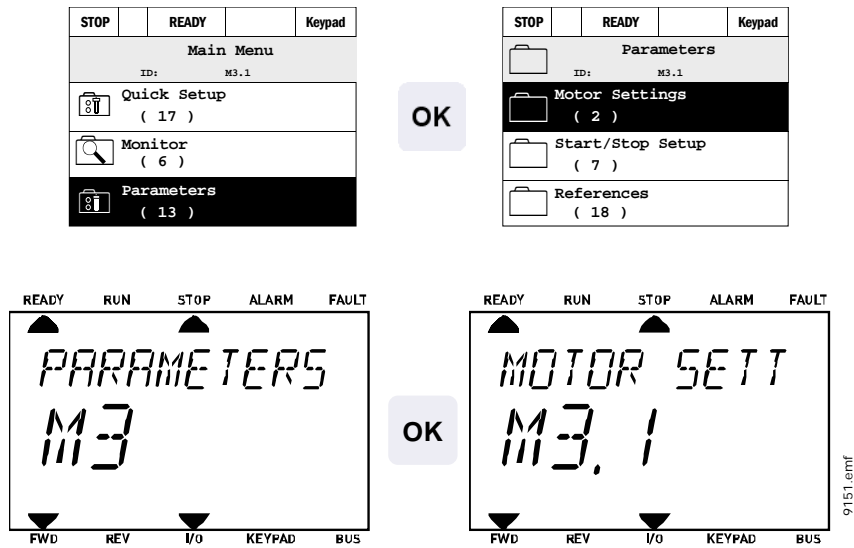 STOP READY Keypad
Main Menu
ID: M3.1
Quick Setup
( 17 )
Monitor
( 6 )
Parameters
( 13 )
OK
STOP READY Keypad
Parameters
ID: M3.1
Motor Settings
( 2 )
Start/Stop Setup
( 7 )
References
( 18 )
READY RUN STOP ALARM FAULT
PARAMETERS
M3
FWD REV I/O KEYPAD BUS
OK
READY RUN STOP ALARM FAULT
MOTOR SETT
M3.1
FWD REV I/O KEYPAD BUS
9151.emf